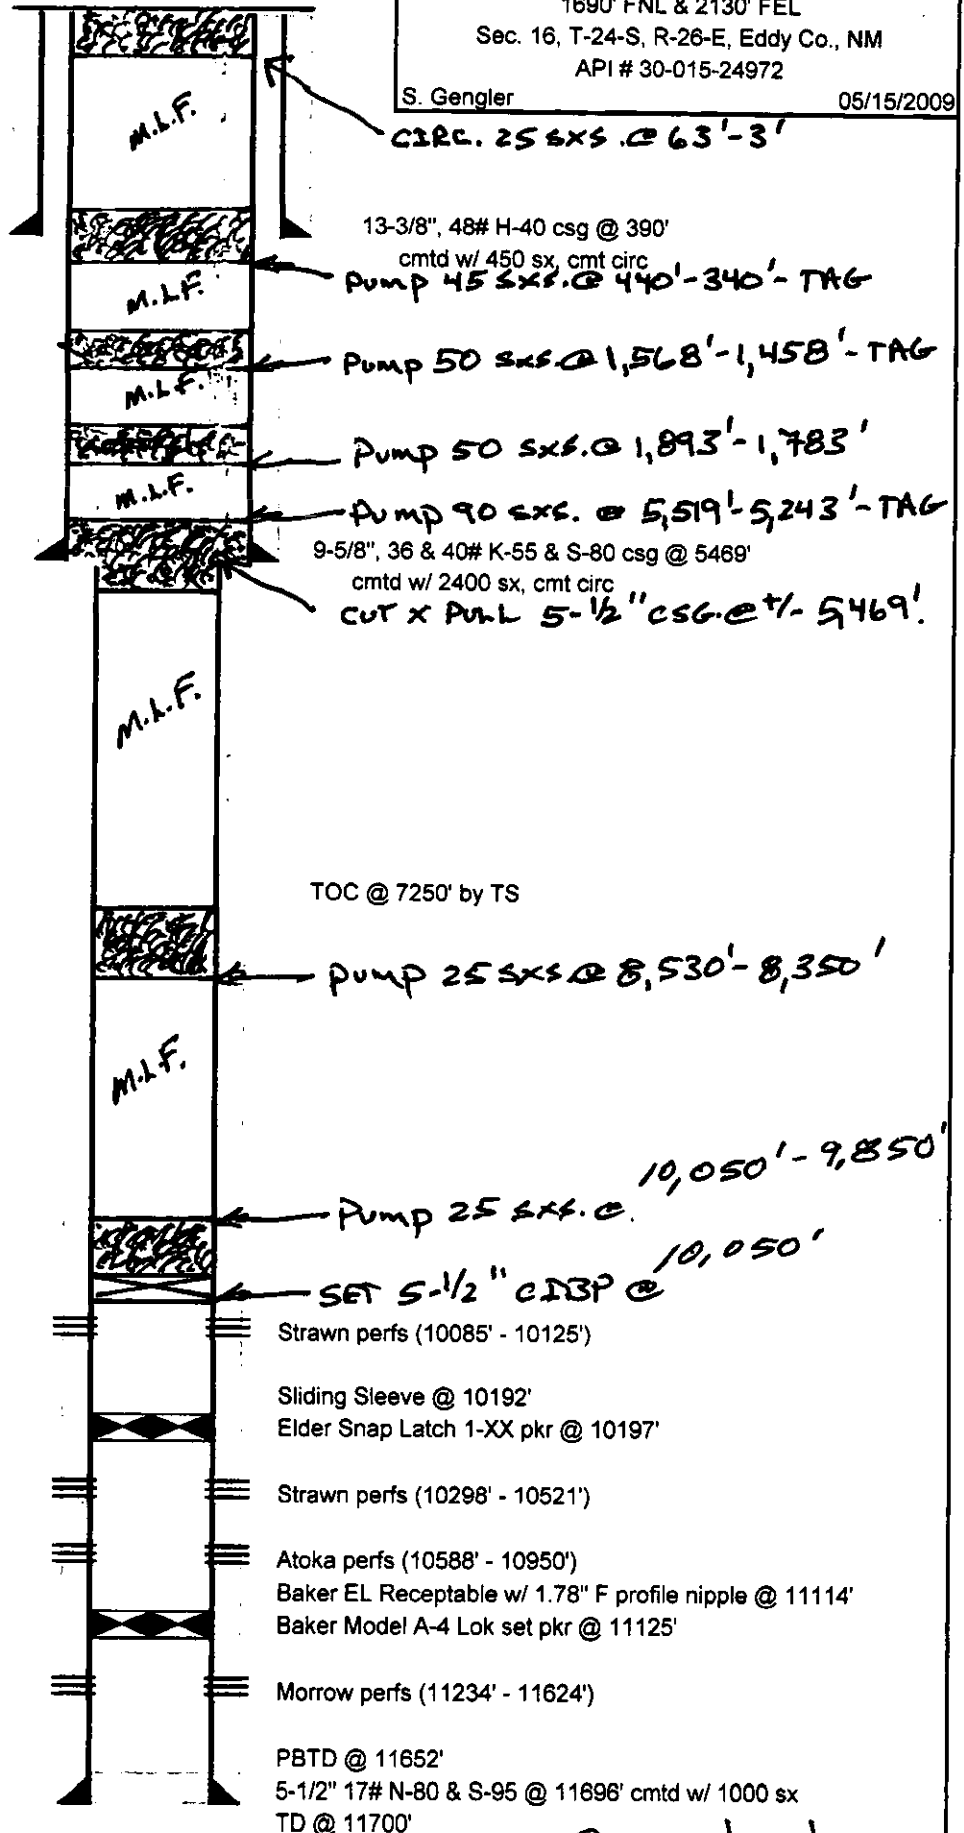 1690' FNL & 2130' FEL
Sec. 16, T-24-S, R-26-E, Eddy Co., NM
API # 30-015-24972
S. Gengler 05/15/2009
M.L.F.
CIRC. 25 SXS. @ 63'-3'
13-3/8", 48# H-40 csg @ 390'
cmtd w/ 450 sx, cmt circ
Pump 45 SXS. @ 440'-340'- TAG
M.L.F.
Pump 50 SXS. @ 1,568'-1,458'- TAG
M.L.F.
Pump 50 SXS. @ 1,893'-1,783'
M.L.F.
Pump 90 SXS. @ 5,519'-5,243'- TAG
9-5/8", 36 & 40# K-55 & S-80 csg @ 5469'
cmtd w/ 2400 sx, cmt circ
CUT X PULL 5-1/2" CSG. @ +/- 5,469'.
M.L.F.
TOC @ 7250' by TS
Pump 25 SXS @ 8,530'-8,350'
M.L.F.
Pump 25 SXS. @ 10,050'-9,850'
SET 5-1/2" CIBP @ 10,050'
Strawn perfs (10085' - 10125')
Sliding Sleeve @ 10192'
Elder Snap Latch 1-XX pkr @ 10197'
Strawn perfs (10298' - 10521')
Atoka perfs (10588' - 10950')
Baker EL Receptable w/ 1.78" F profile nipple @ 11114'
Baker Model A-4 Lok set pkr @ 11125'
Morrow perfs (11234' - 11624')
PBTD @ 11652'
5-1/2" 17# N-80 & S-95 @ 11696' cmtd w/ 1000 sx
TD @ 11700'